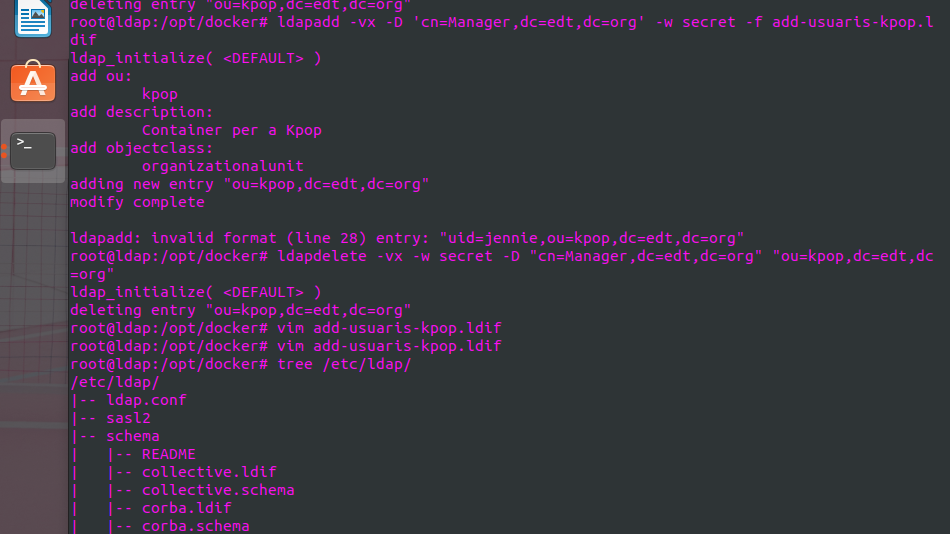 deleting entry "ou=kpop,dc=edt,dc=org"
root@ldap:/opt/docker# ldapadd -vx -D 'cn=Manager,dc=edt,dc=org' -w secret -f add-usuaris-kpop.l
dif
ldap_initialize( <DEFAULT> )
add ou:
        kpop
add description:
        Container per a Kpop
add objectclass:
        organizationalunit
adding new entry "ou=kpop,dc=edt,dc=org"
modify complete

ldapadd: invalid format (line 28) entry: "uid=jennie,ou=kpop,dc=edt,dc=org"
root@ldap:/opt/docker# ldapdelete -vx -w secret -D "cn=Manager,dc=edt,dc=org" "ou=kpop,dc=edt,dc
=org"
ldap_initialize( <DEFAULT> )
deleting entry "ou=kpop,dc=edt,dc=org"
root@ldap:/opt/docker# vim add-usuaris-kpop.ldif
root@ldap:/opt/docker# vim add-usuaris-kpop.ldif
root@ldap:/opt/docker# tree /etc/ldap/
/etc/ldap/
|-- ldap.conf
|-- sasl2
|-- schema
|   |-- README
|   |-- collective.ldif
|   |-- collective.schema
|   |-- corba.ldif
|   |-- corba.schema